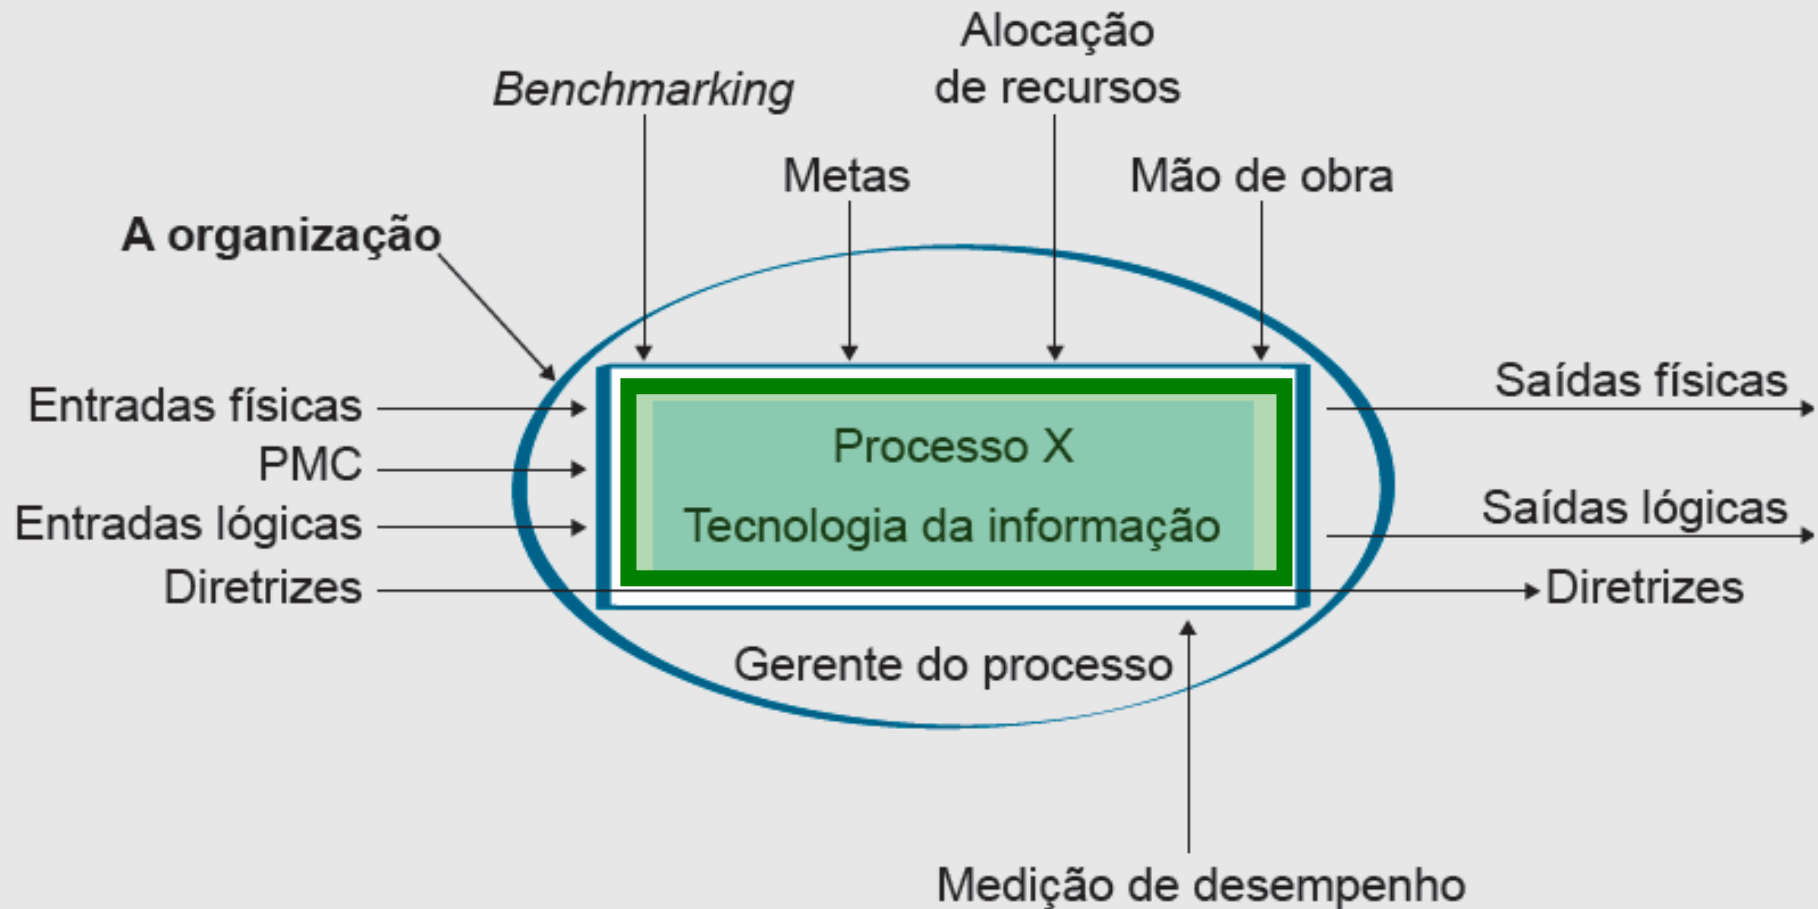 Alocação
de recursos
Benchmarking
Metas
Mão de obra
A organização
Entradas físicas
PMC
Entradas lógicas
Diretrizes
Processo X
Tecnologia da informação
Saídas físicas
Saídas lógicas
Diretrizes
Gerente do processo
Medição de desempenho